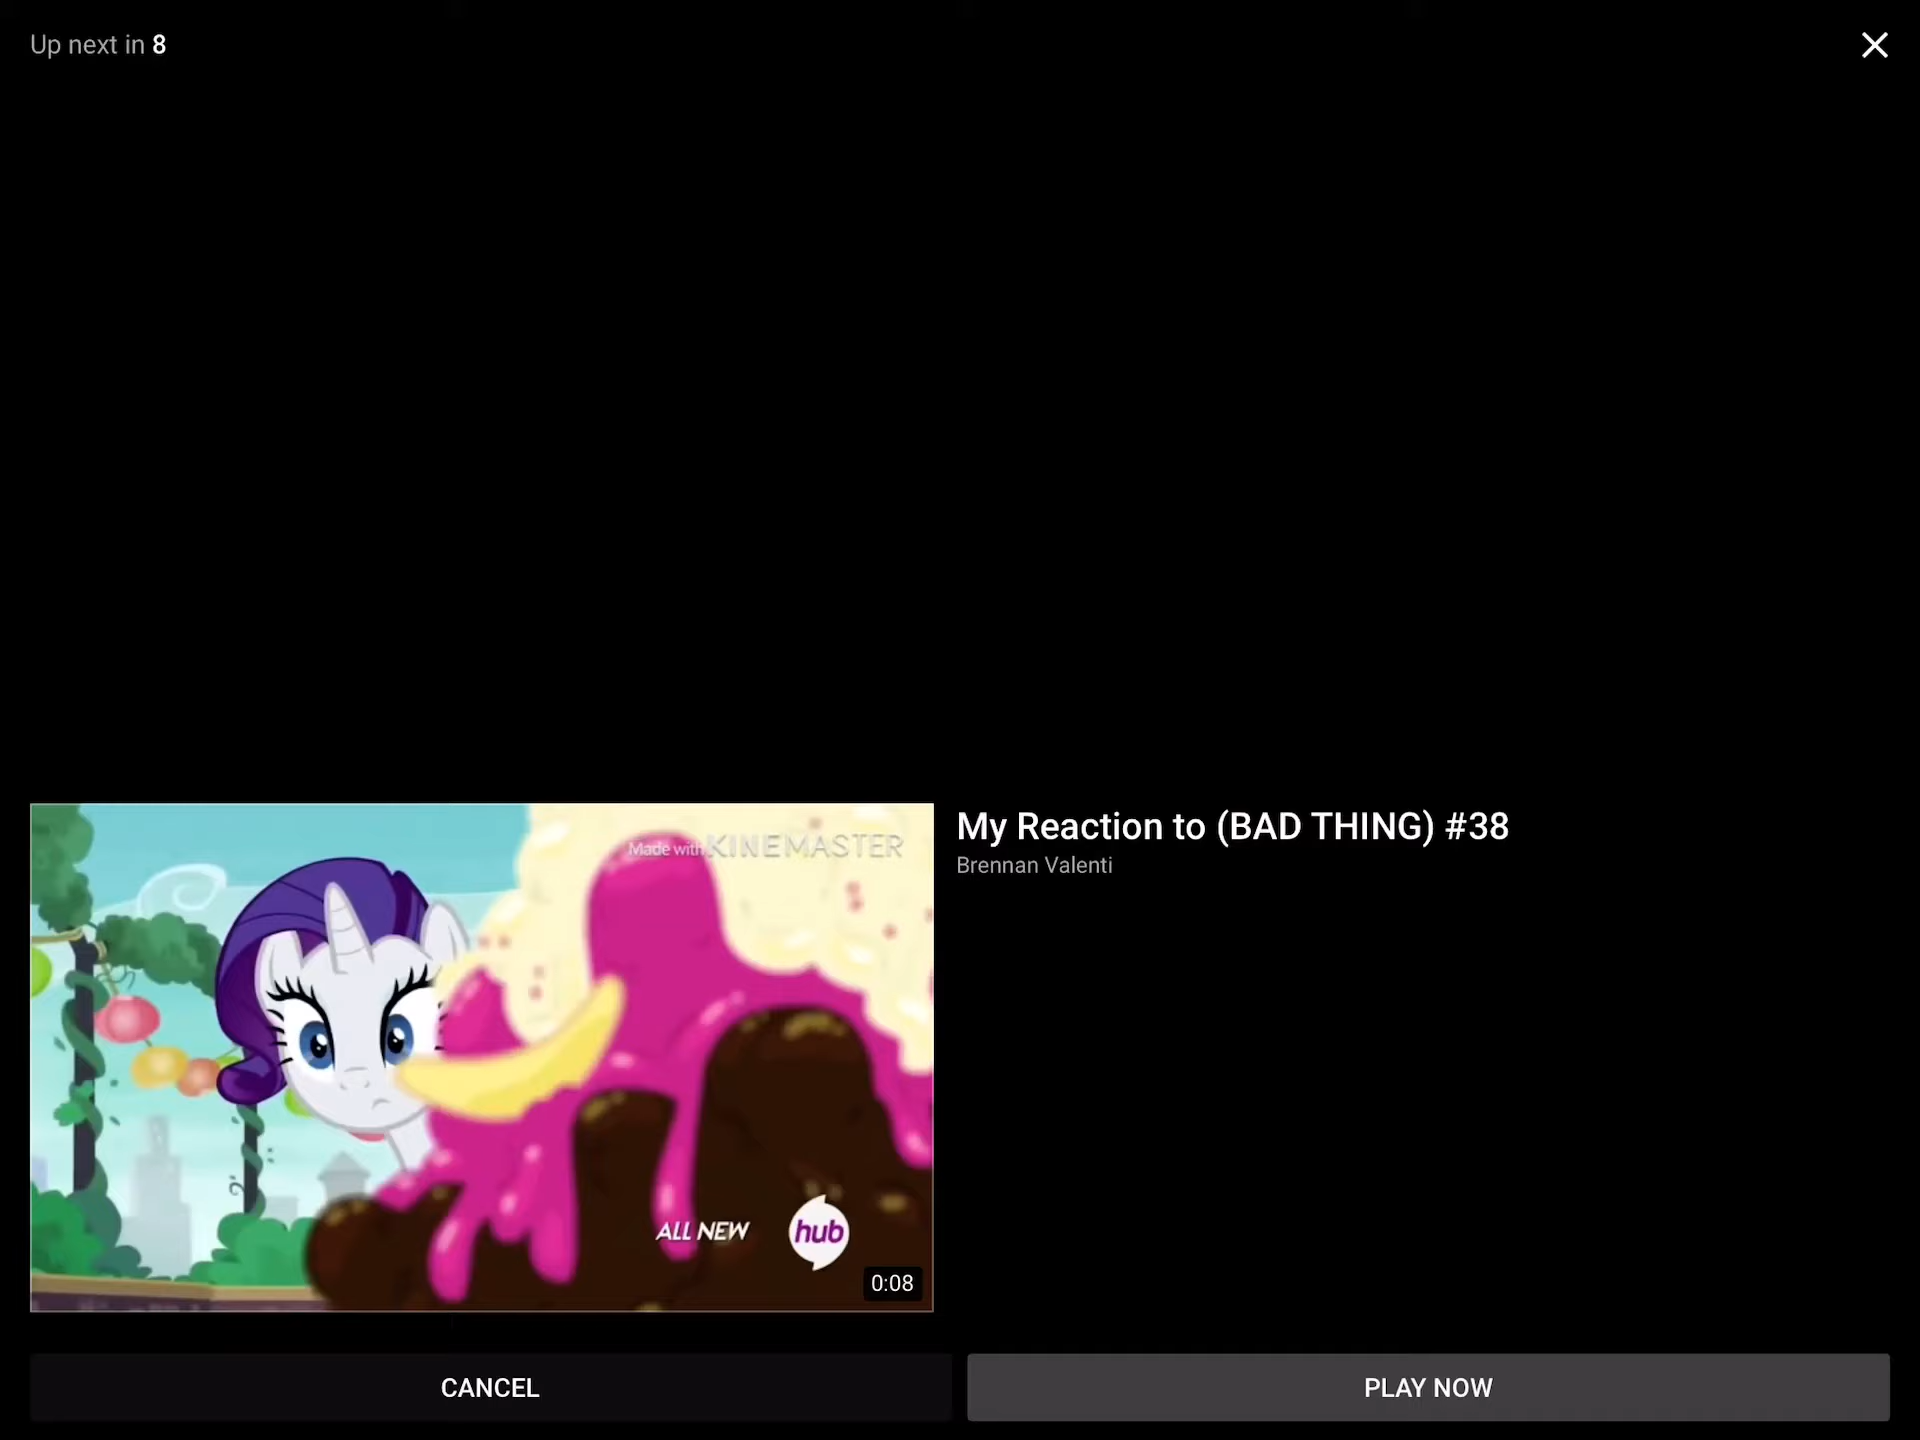 Up next in 8
Made with KINEMASTER
My Reaction to (BAD THING) #38
Brennan Valenti
ALL NEW hub
0:08
CANCEL
PLAY NOW